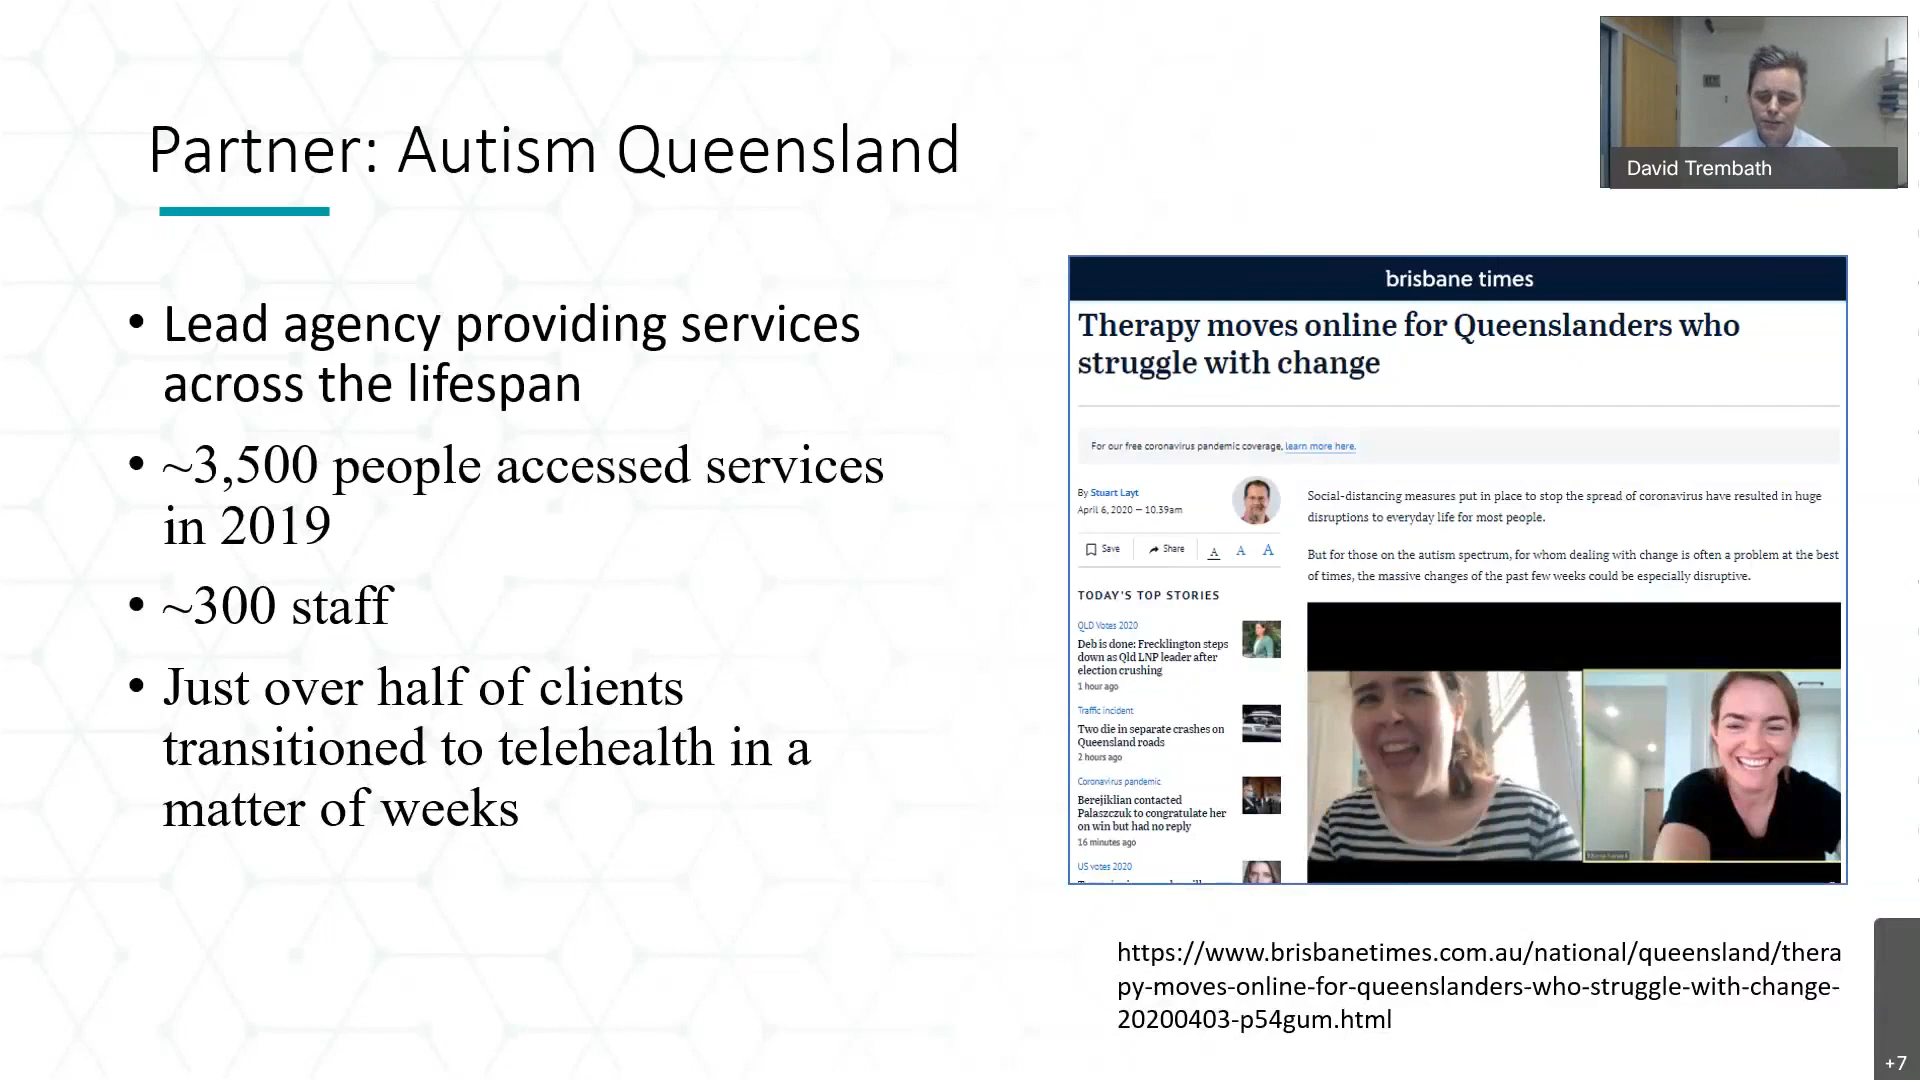 Partner: Autism Queensland
David Trembath
• Lead agency providing services
across the lifespan
• ~3,500 people accessed services
in 2019
• ~300 staff
• Just over half of clients
transitioned to telehealth in a
matter of weeks
brisbane times
Therapy moves online for Queenslanders who
struggle with change
For our free coronavirus pandemic coverage, learn more here.
By Stuart Layt
April 6, 2020 — 10.39am
Save
Share
A A A
TODAY'S TOP STORIES
QLD Votes 2020
Deb is done: Frecklington steps
down as Qld LNP leader after
election crushing
1 hour ago
Traffic incident
Two die in separate crashes on
Queensland roads
2 hours ago
Coronavirus pandemic
Berejiklian contacted
Palaszczuk to congratulate her
on win but had no reply
16 minutes ago
US votes 2020
Social-distancing measures put in place to stop the spread of coronavirus have resulted in huge
disruptions to everyday life for most people.
But for those on the autism spectrum, for whom dealing with change is often a problem at the best
of times, the massive changes of the past few weeks could be especially disruptive.
https://www.brisbanetimes.com.au/national/queensland/thera
py-moves-online-for-queenslanders-who-struggle-with-change-
20200403-p54gum.html
+7